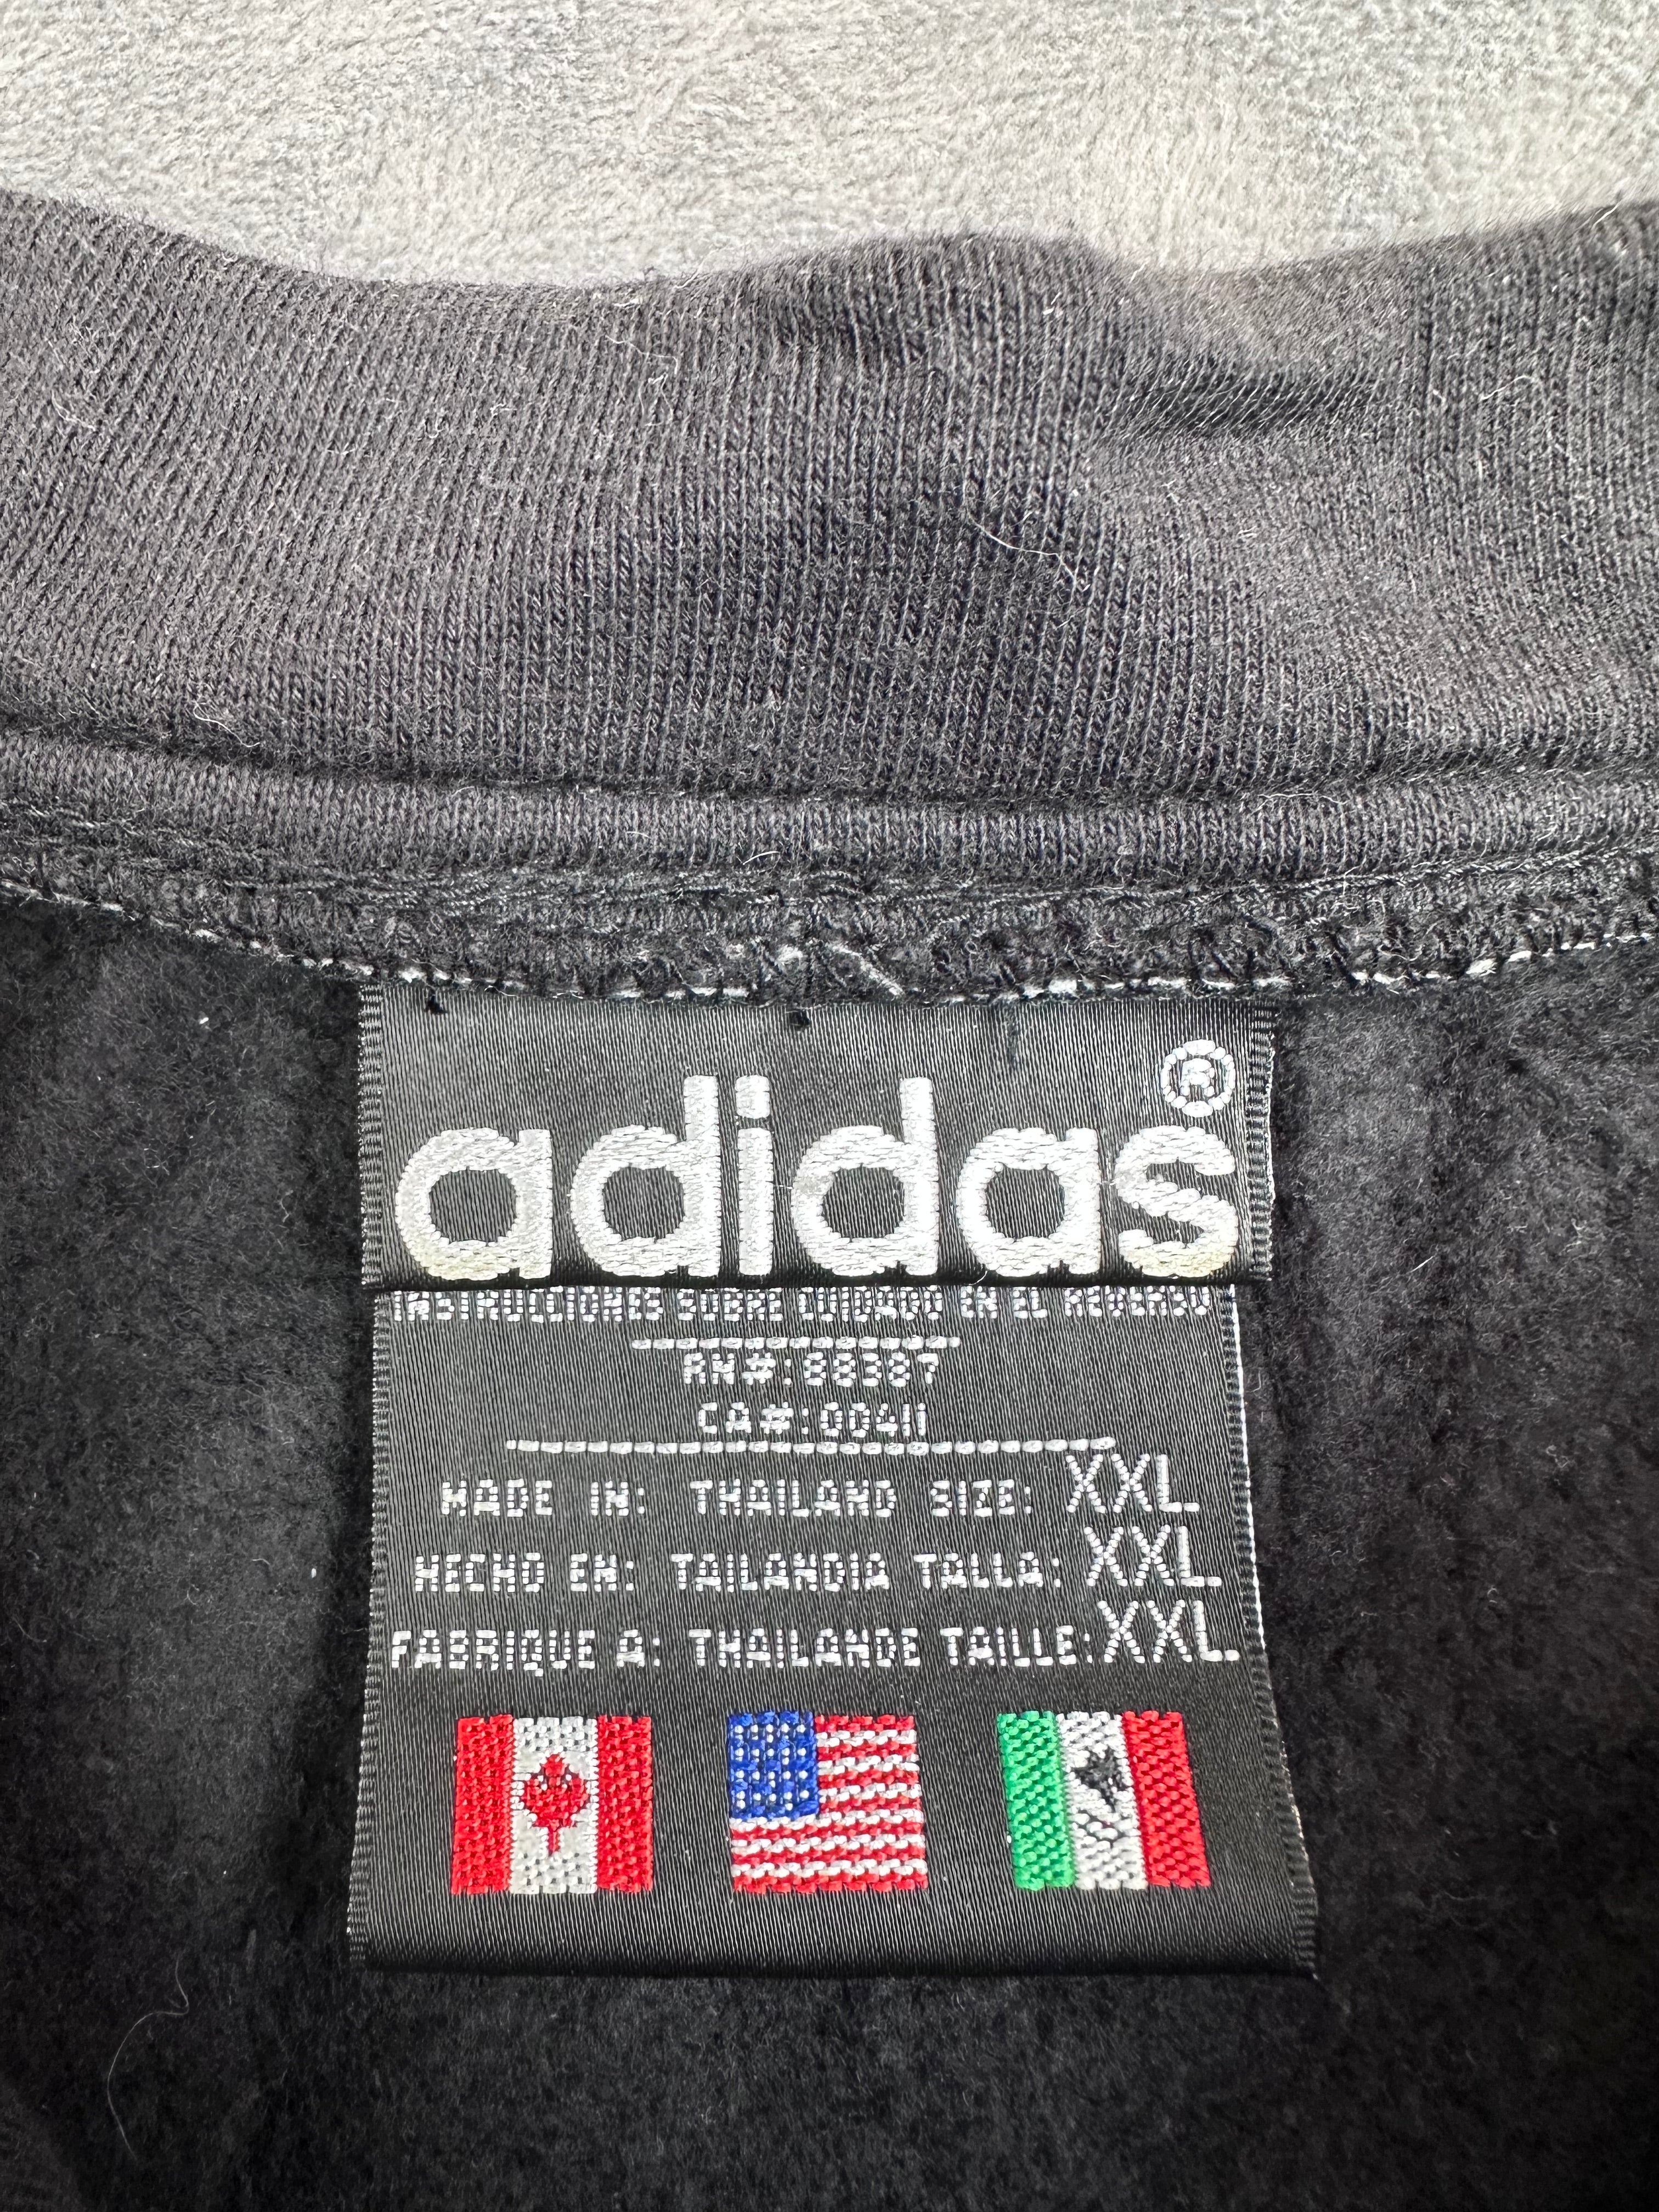 adidas®
INSTRUCCIONES SOBRE CUIDADO EN EL REVERSO
RN#:88387
CA#:00411
MADE IN: THAILAND SIZE: XXL
HECHO EN: TAILANDIA TALLA: XXL
FABRIQUE A: THAILANDE TAILLE: XXL